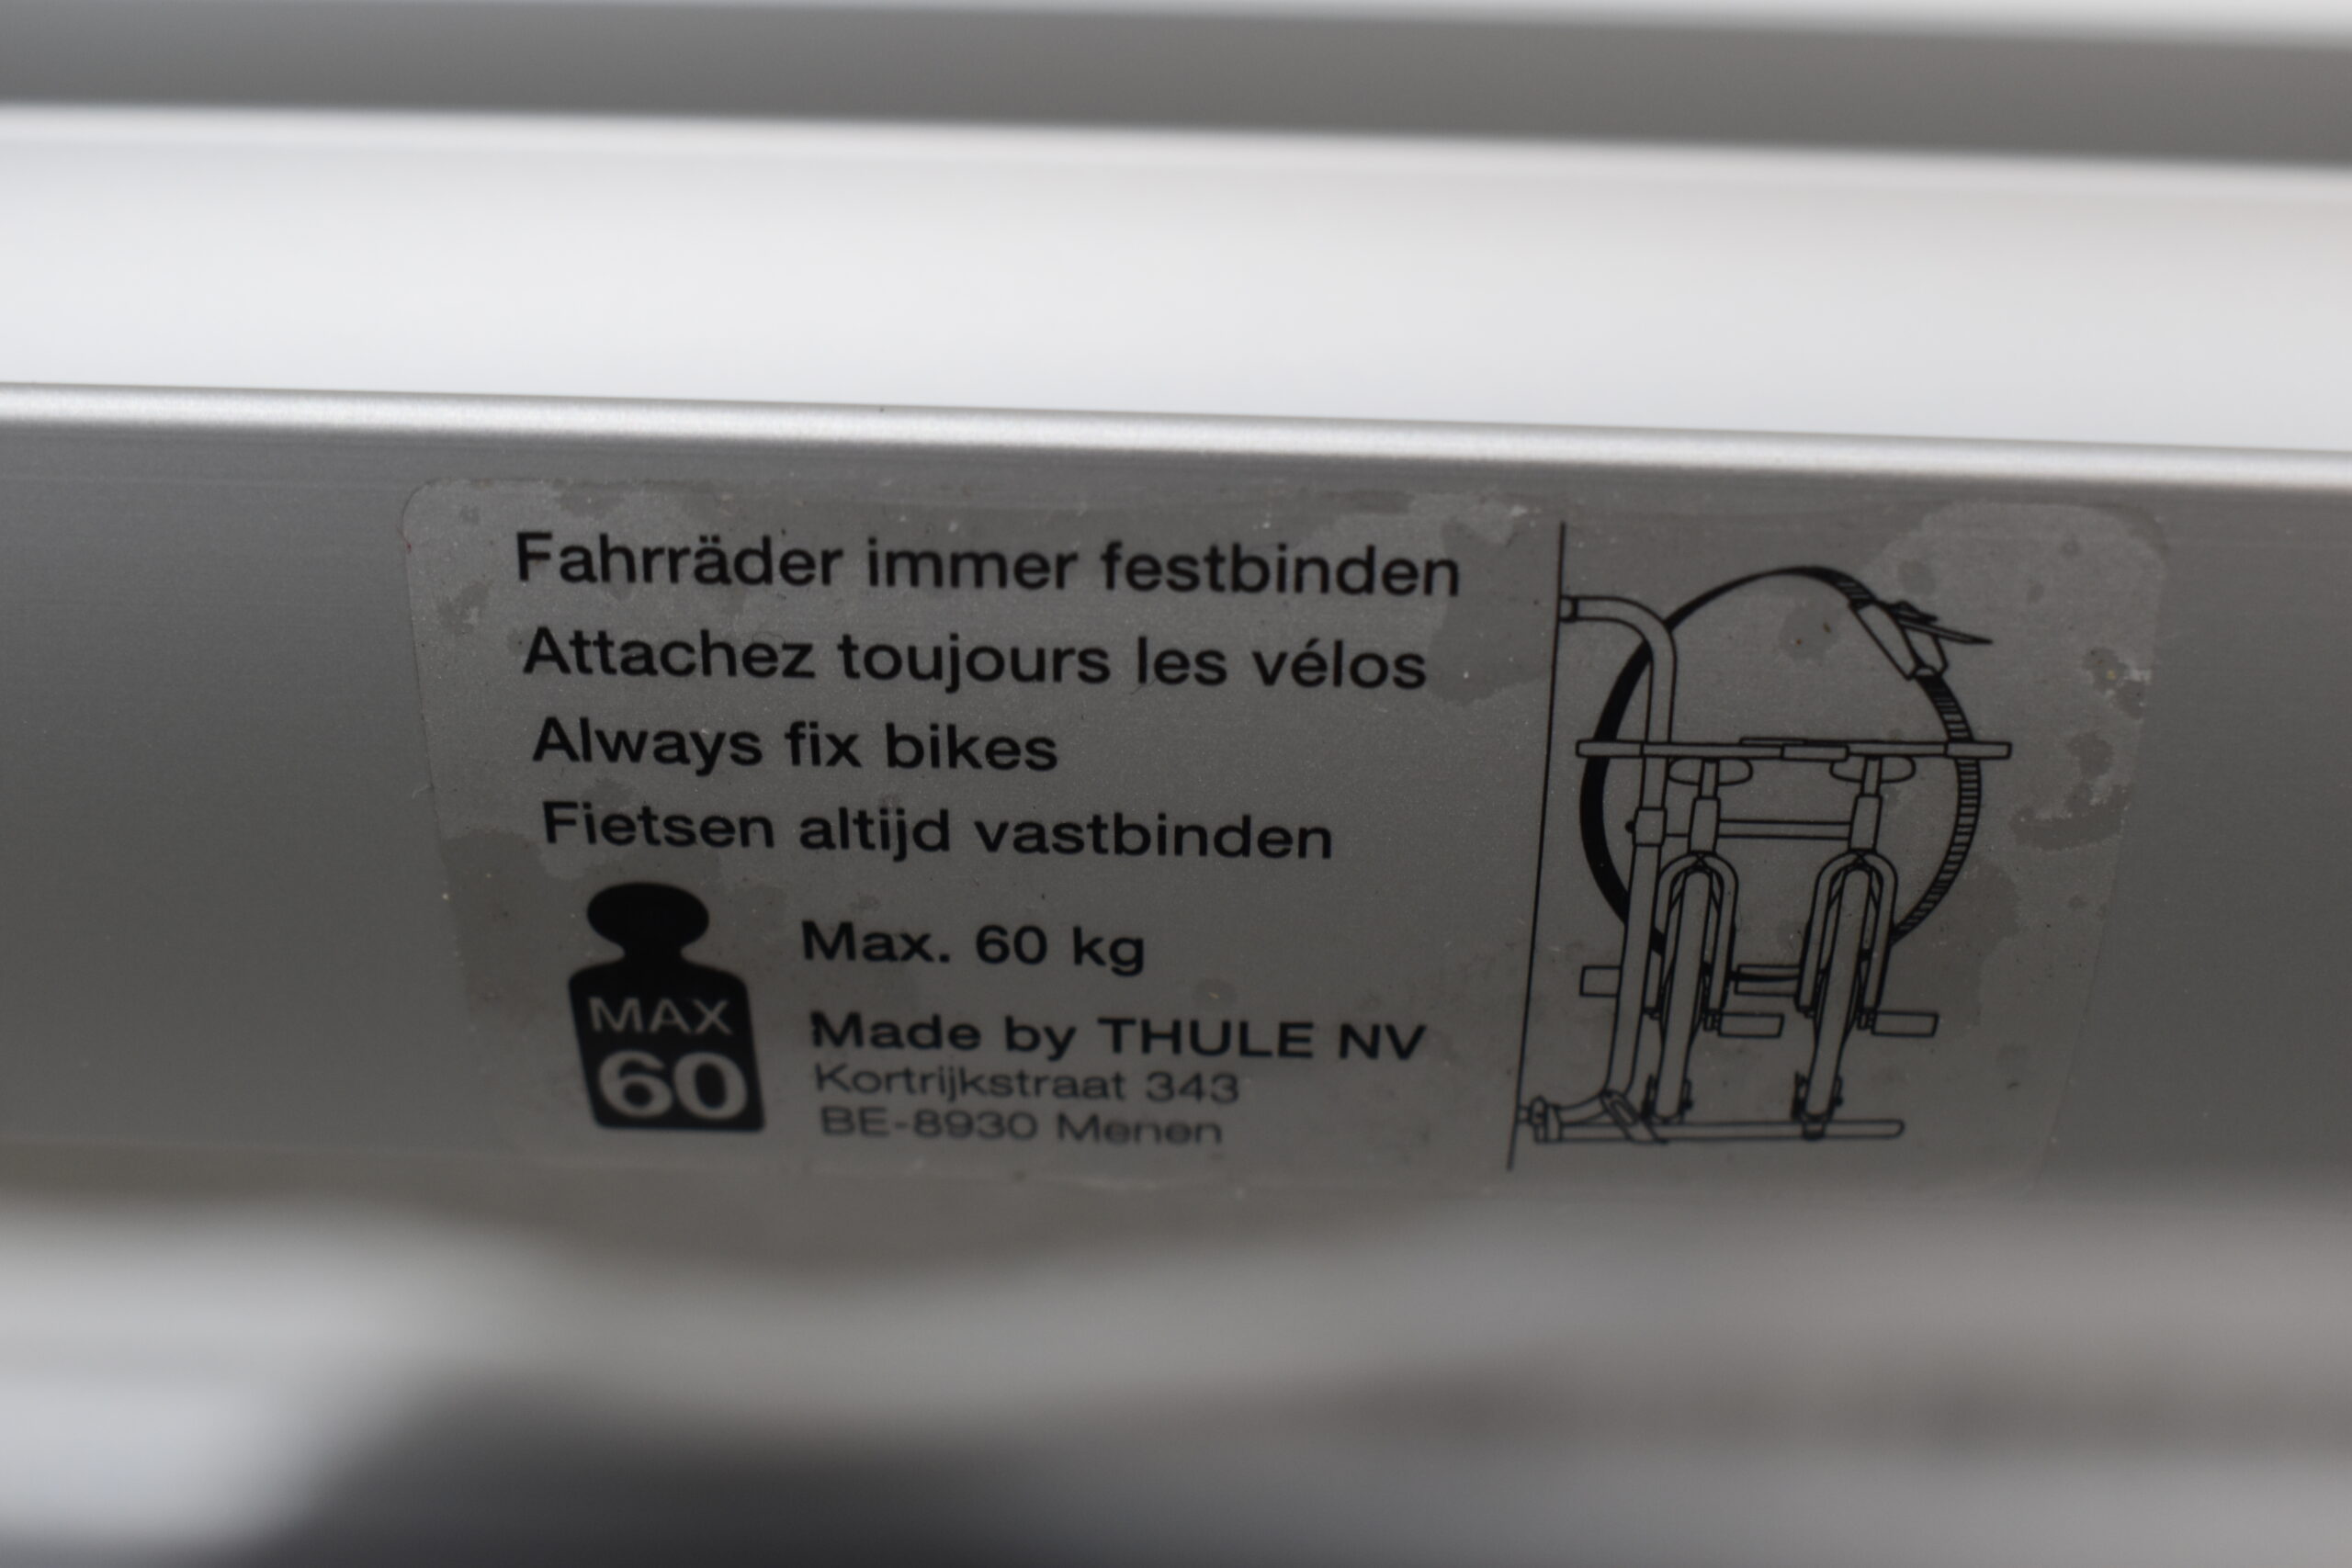 Fahrräder immer festbinden
Attachez toujours les vélos
Always fix bikes
Fietsen altijd vastbinden
MAX
60
Max. 60 kg
Made by THULE NV
Kortrijkstraat 343
BE-8930 Menen